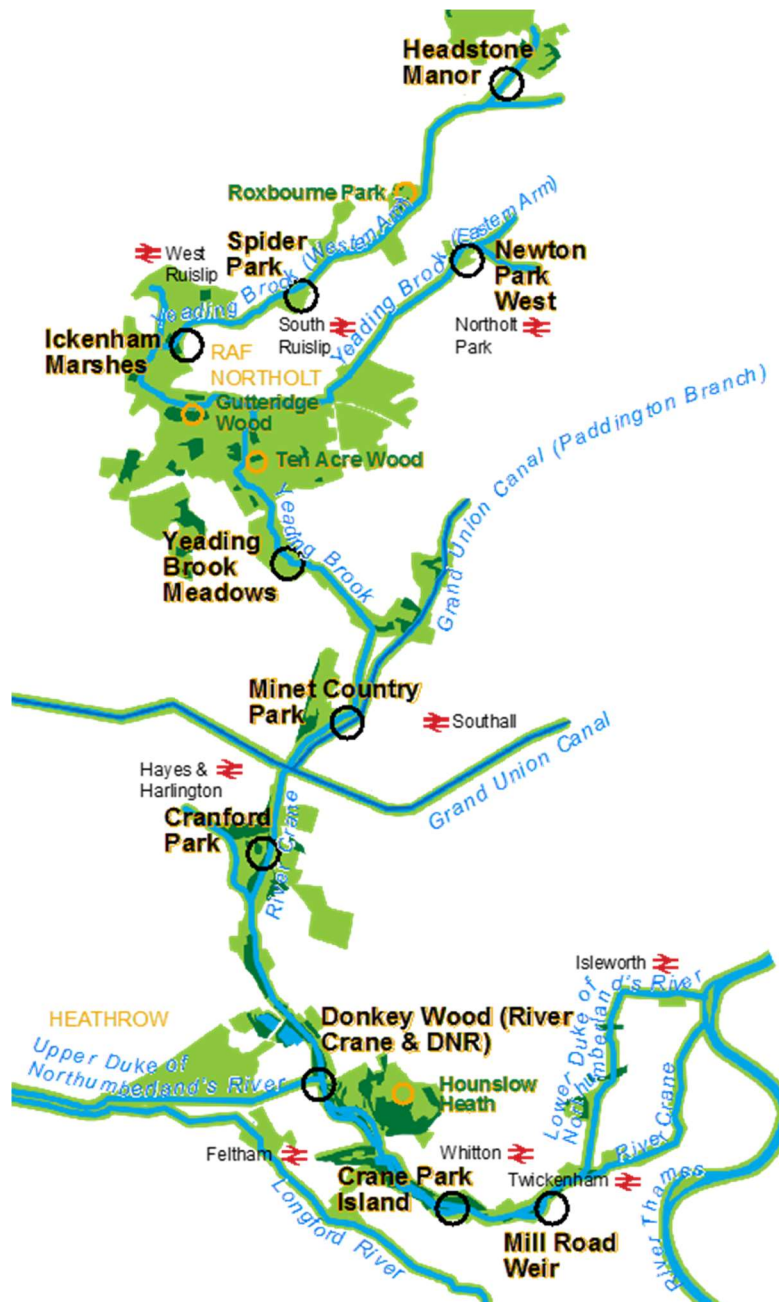 Headstone
Manor
Roxbourne Park
Yeading Brook (Western Arm)
Yeading Brook (Eastern Arm)
Spider
Park
West
Ruislip
Newton
Park
West
South
Ruislip
Northolt
Park
Ickenham
Marshes
RAF
NORTHOLT
Gutteridge
Wood
Ten Acre Wood
Grand Union Canal (Paddington Branch)
Yeading Brook
Yeading
Brook
Meadows
Minet Country
Park
Southall
Grand Union Canal
Hayes &
Harlington
Cranford
Park
River Crane
Isleworth
HEATHROW
Donkey Wood (River
Crane & DNR)
Upper Duke of
Northumberland's River
Lower Duke of
Northumberland's River
Hounslow
Heath
River Crane
Feltham
Whitton
Twickenham
Crane Park
Island
Longford River
Mill Road
Weir
River Thames